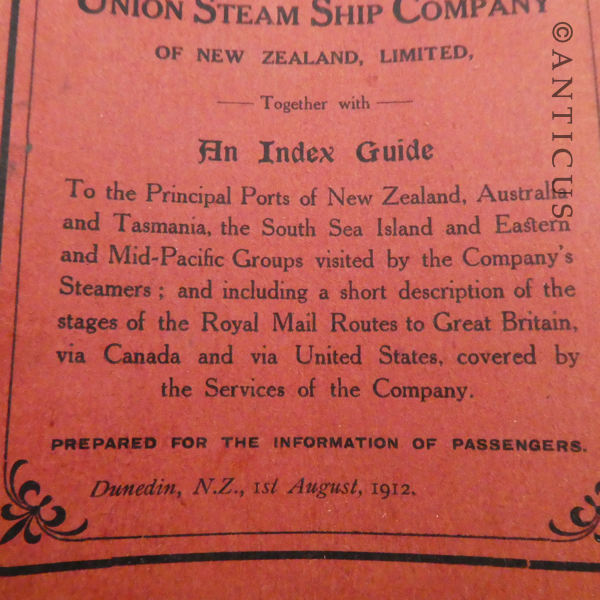 UNION STEAM SHIP COMPANY
OF NEW ZEALAND, LIMITED,
Together with
An Index Guide
To the Principal Ports of New Zealand, Australia
and Tasmania, the South Sea Island and Eastern
and Mid-Pacific Groups visited by the Company's
Steamers; and including a short description of the
stages of the Royal Mail Routes to Great Britain,
via Canada and via United States, covered by
the Services of the Company.
PREPARED FOR THE INFORMATION OF PASSENGERS.
Dunedin, N.Z., 1st August, 1912.
© ANTICUS